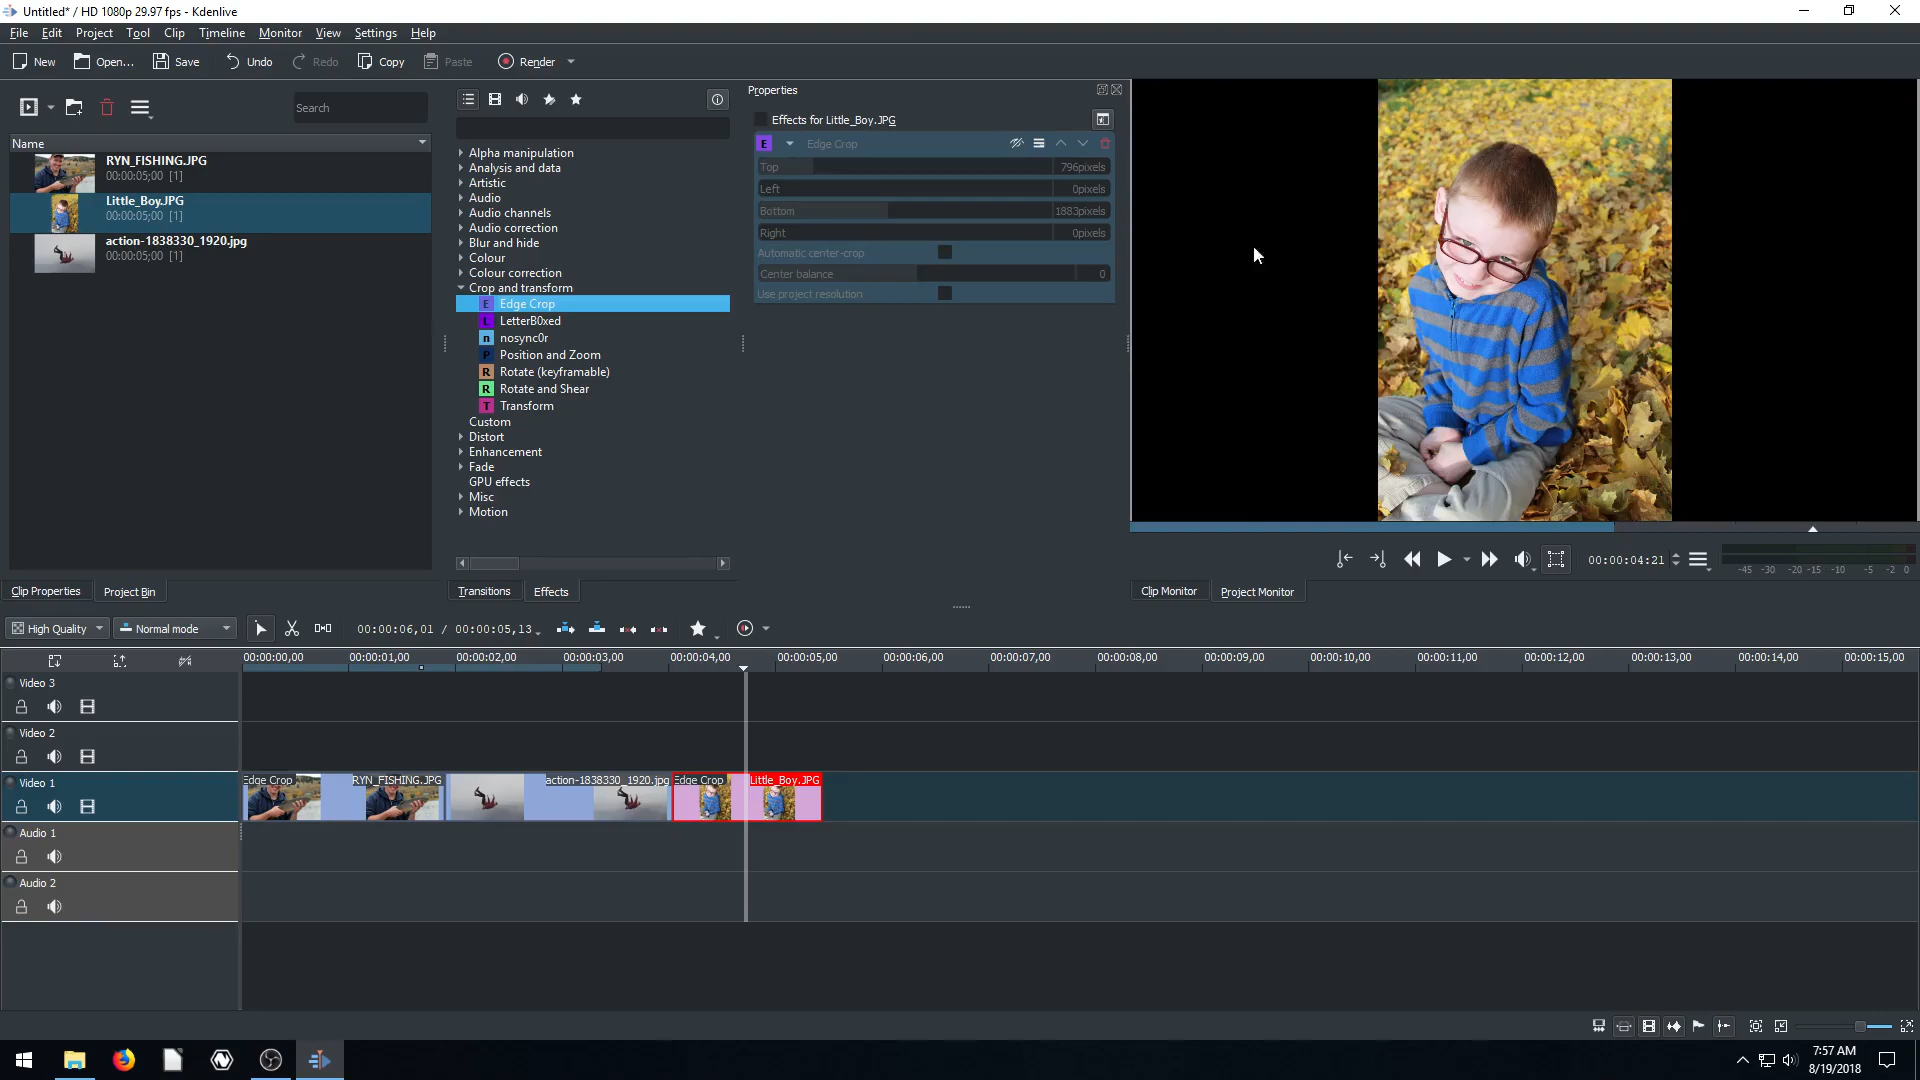 Untitled* / HD 1080p 29.97 fps - Kdenlive
File Edit Project Tool Clip Timeline Monitor View Settings Help
New Open... Save Undo Redo Copy Paste Render
Search
Name
RYN_FISHING.JPG
00:00:05;00 [1]
Little_Boy.JPG
00:00:05;00 [1]
action-1838330_1920.jpg
00:00:05;00 [1]
Clip Properties Project Bin
Alpha manipulation
Analysis and data
Artistic
Audio
Audio channels
Audio correction
Blur and hide
Colour
Colour correction
Crop and transform
E Edge Crop
L LetterB0xed
n nosync0r
P Position and Zoom
R Rotate (keyframable)
R Rotate and Shear
T Transform
Custom
Distort
Enhancement
Fade
GPU effects
Misc
Motion
Transitions Effects
Properties
Effects for Little_Boy.JPG
E Edge Crop
Top 796pixels
Left 0pixels
Bottom 1883pixels
Right 0pixels
Automatic center-crop
Center balance 0
Use project resolution
00:00:04:21
-45 -30 -20 -15 -10 -5 -2 0
Clip Monitor Project Monitor
High Quality Normal mode 00:00:06,01 / 00:00:05,13
00:00:00,00 00:00:01,00 00:00:02,00 00:00:03,00 00:00:04,00 00:00:05,00 00:00:06,00 00:00:07,00 00:00:08,00 00:00:09,00 00:00:10,00 00:00:11,00 00:00:12,00 00:00:13,00 00:00:14,00 00:00:15,00
Video 3
Video 2
Video 1
Edge Crop RYN_FISHING.JPG action-1838330_1920.jpg Edge Crop Little_Boy.JPG
Audio 1
Audio 2
7:57 AM
8/19/2018